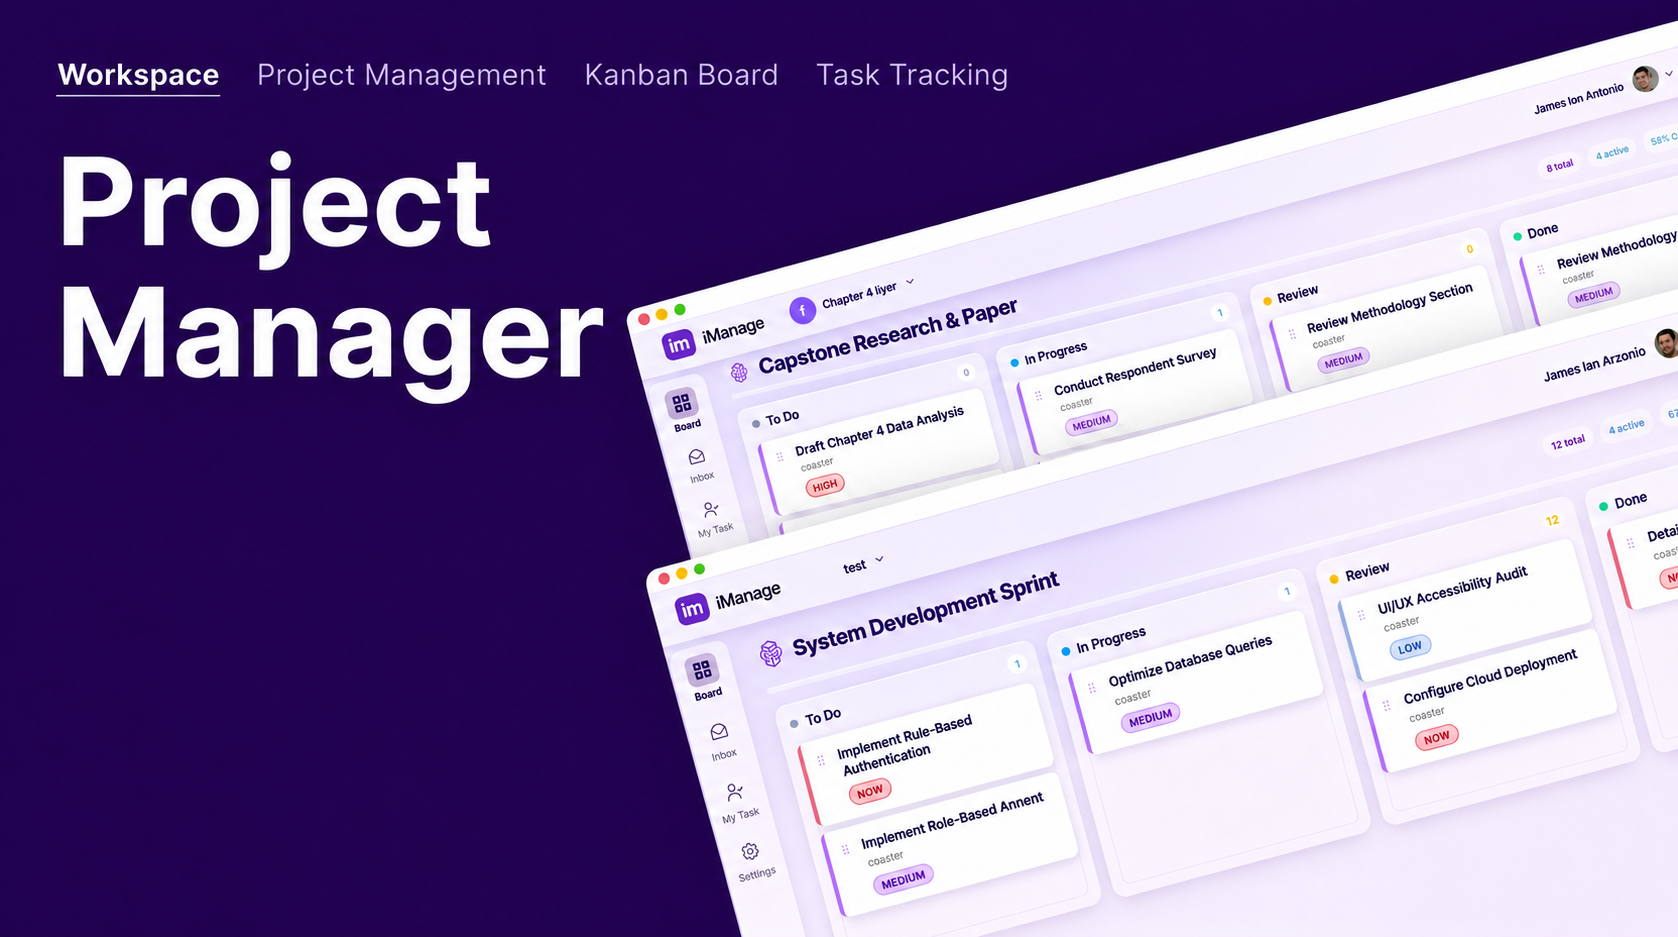 Workspace Project Management Kanban Board Task Tracking
Project
Manager
James Ion Antonio
8 total 4 active 58% C
f Chapter 4 liyer
im iManage
Capstone Research & Paper
Board
Inbox
My Task
To Do 0
Draft Chapter 4 Data Analysis
coaster
HIGH
In Progress 1
Conduct Respondent Survey
coaster
MEDIUM
Review 0
Review Methodology Section
coaster
MEDIUM
Done
Review Methodology
coaster
MEDIUM
James Ian Arzonio
12 total 4 active 67
test
im iManage
System Development Sprint
Board
Inbox
My Task
Settings
To Do 1
Implement Rule-Based
Authentication
NOW
Implement Role-Based Annent
coaster
MEDIUM
In Progress 1
Optimize Database Queries
coaster
MEDIUM
Review 12
UI/UX Accessibility Audit
coaster
LOW
Configure Cloud Deployment
coaster
NOW
Done
Detai
coas
N